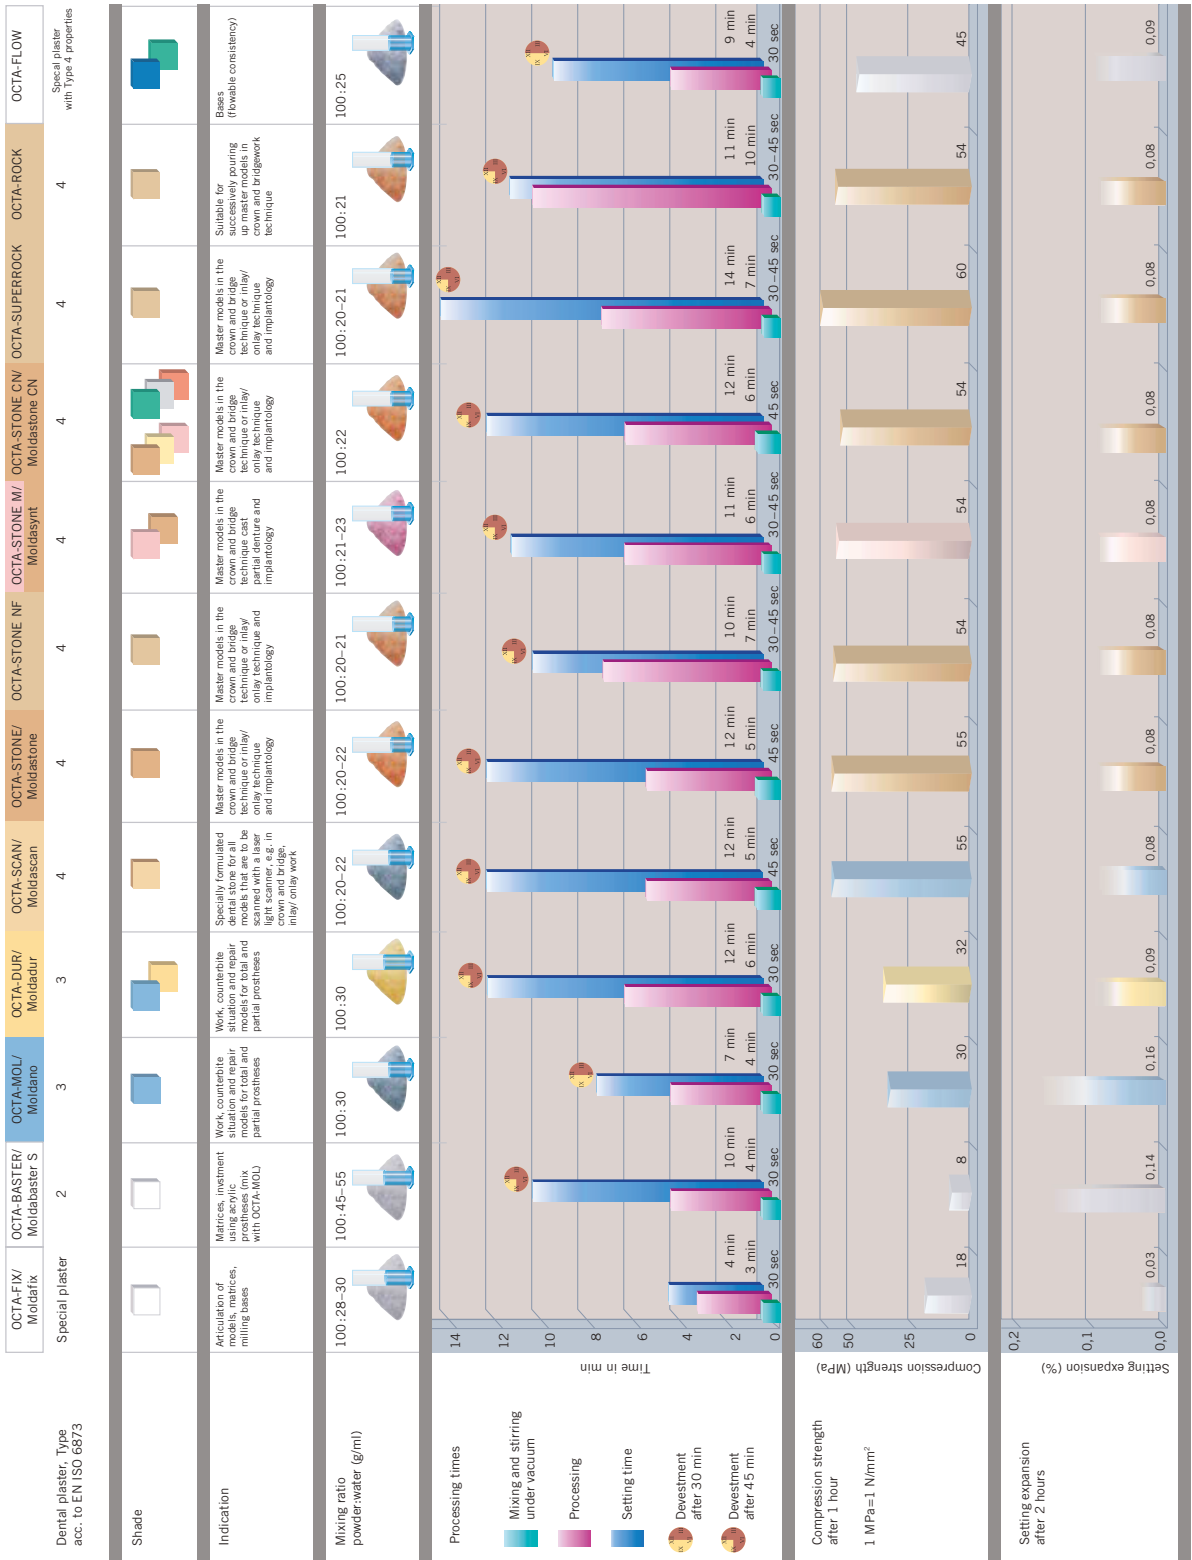 OCTA-FIX/
Moldafix
OCTA-BASTER/
Moldabaster S
OCTA-MOL/
Moldano
OCTA-DUR/
Moldadur
OCTA-SCAN/
Moldascan
OCTA-STONE/
Moldastone
OCTA-STONE NF
OCTA-STONE M/
Moldasynt
OCTA-STONE CN/
Moldastone CN
OCTA-SUPERROCK
OCTA-ROCK
OCTA-FLOW
Dental plaster, Type
acc. to EN ISO 6873
Special plaster
2
3
3
4
4
4
4
4
4
4
Specal plaster
with Type 4 properties
Shade
Indication
Articulation of
models, matrices,
milling bases
Matrices, invstment
using acrylic
prostheses (mix
with OCTA-MOL)
Work, counterbite
situation and repair
models for total and
partial prostheses
Work, counterbite
situation and repair
models for total and
partial prostheses
Specially formulated
dental stone for all
models that are to be
scanned with a laser
light scanner, e.g. in
crown and bridge,
inlay/ onlay work
Master models in the
crown and bridge
technique or inlay/
onlay technique
and implantology
Master models in the
crown and bridge
technique or inlay/
onlay technique and
implantology
Master models in the
crown and bridge
technique cast
partial denture and
implantology
Master models in the
crown and bridge
technique or inlay/
onlay technique
and implantology
Master models in the
crown and bridge
technique or inlay/
onlay technique
and implantology
Suitable for
successively pouring
up master models in
crown and bridgework
technique
Bases
(flowable consistency)
Mixing ratio
powder:water (g/ml)
100:28–30
100:45–55
100:30
100:30
100:20–22
100:20–22
100:20–21
100:21–23
100:22
100:20–21
100:21
100:25
Processing times
Mixing and stirring
under vacuum
Processing
Setting time
Devestment
after 30 min
Devestment
after 45 min
Time in min
14
12
10
8
6
4
2
0
4 min
3 min
30 sec
10 min
4 min
30 sec
7 min
4 min
30 sec
12 min
6 min
30 sec
12 min
5 min
45 sec
12 min
5 min
45 sec
10 min
7 min
30–45 sec
11 min
6 min
30–45 sec
12 min
6 min
45 sec
14 min
7 min
30–45 sec
11 min
10 min
30–45 sec
9 min
4 min
30 sec
Compression strength
after 1 hour
1 MPa=1 N/mm²
Compression strength (MPa)
60
50
25
0
18
8
30
32
55
55
54
54
54
60
54
45
Setting expansion
after 2 hours
Setting expansion (%)
0,2
0,1
0,0
0,03
0,14
0,16
0,09
0,08
0,08
0,08
0,08
0,08
0,08
0,08
0,09